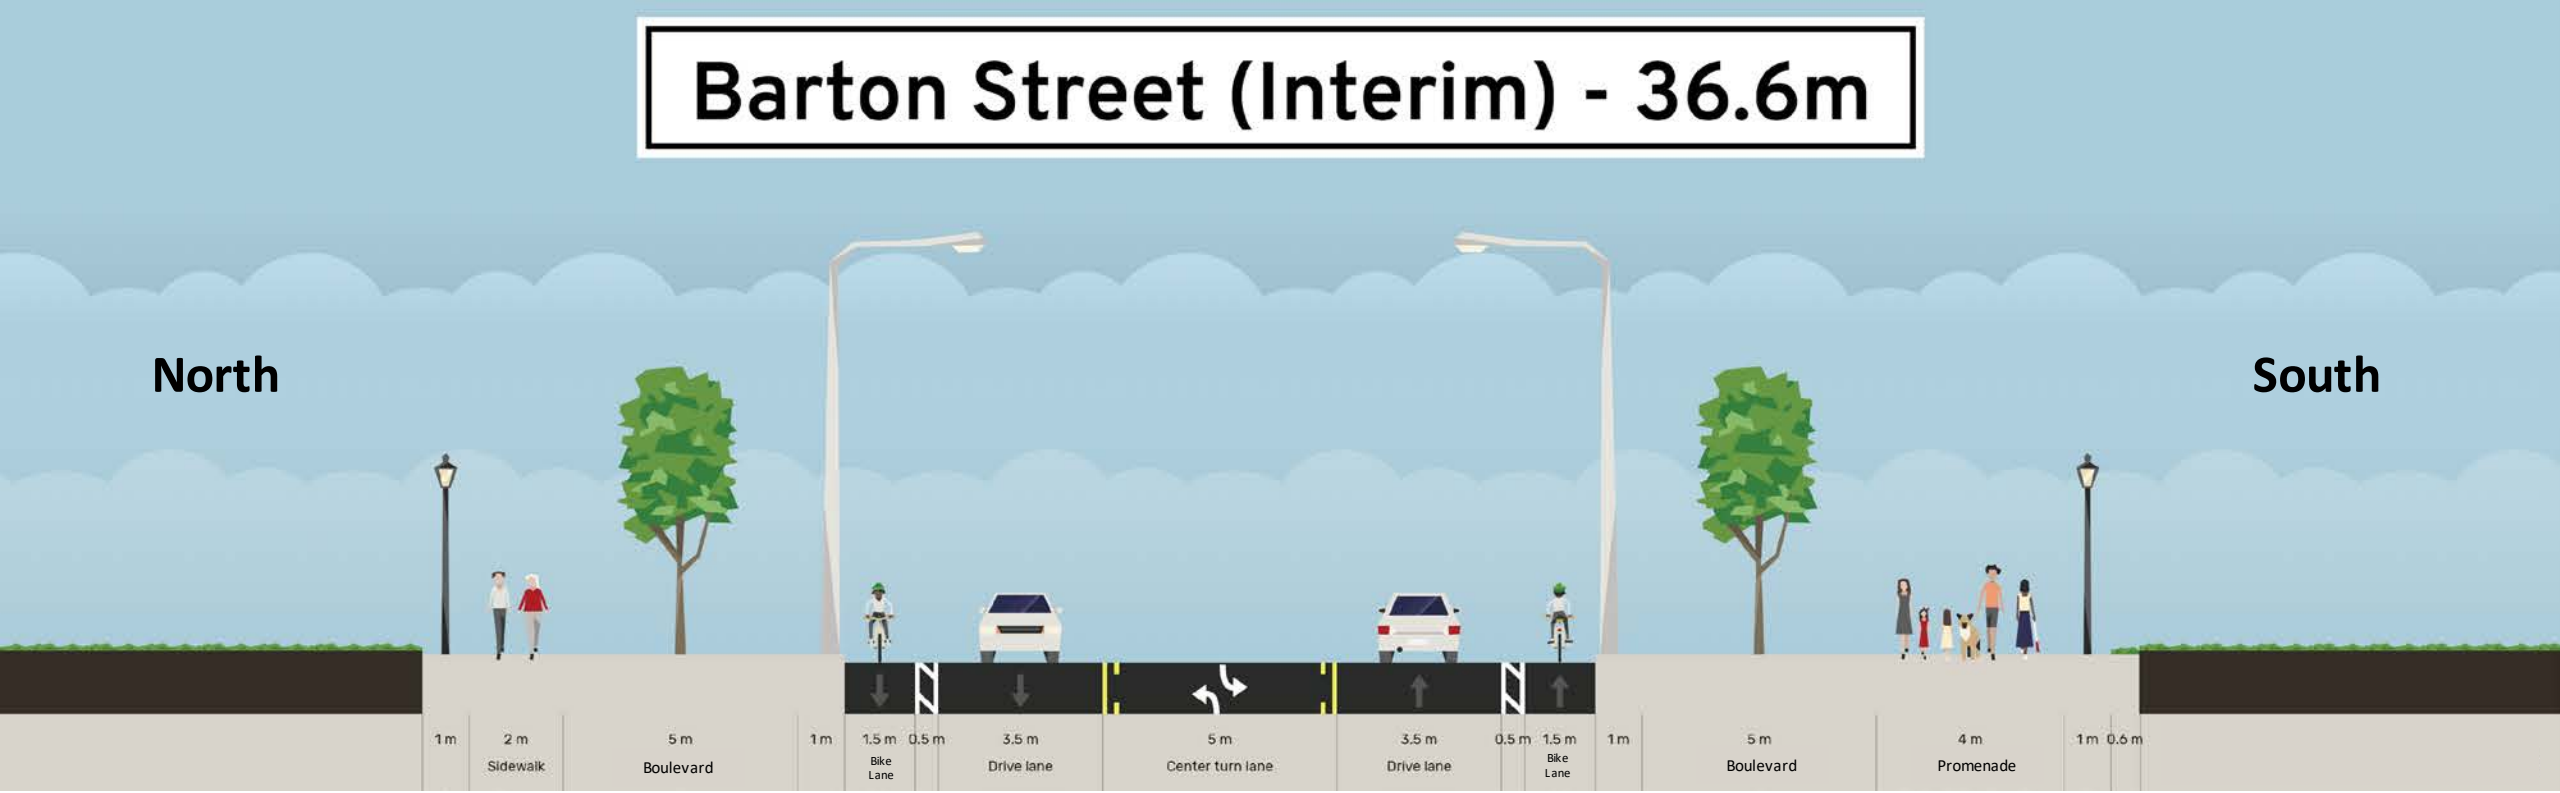 Barton Street (Interim) - 36.6m
North
South
1 m
2 m
Sidewalk
5 m
Boulevard
1 m
1.5 m
Bike
Lane
0.5 m
3.5 m
Drive lane
5 m
Center turn lane
3.5 m
Drive lane
0.5 m
1.5 m
Bike
Lane
1 m
5 m
Boulevard
4 m
Promenade
1 m
0.6 m